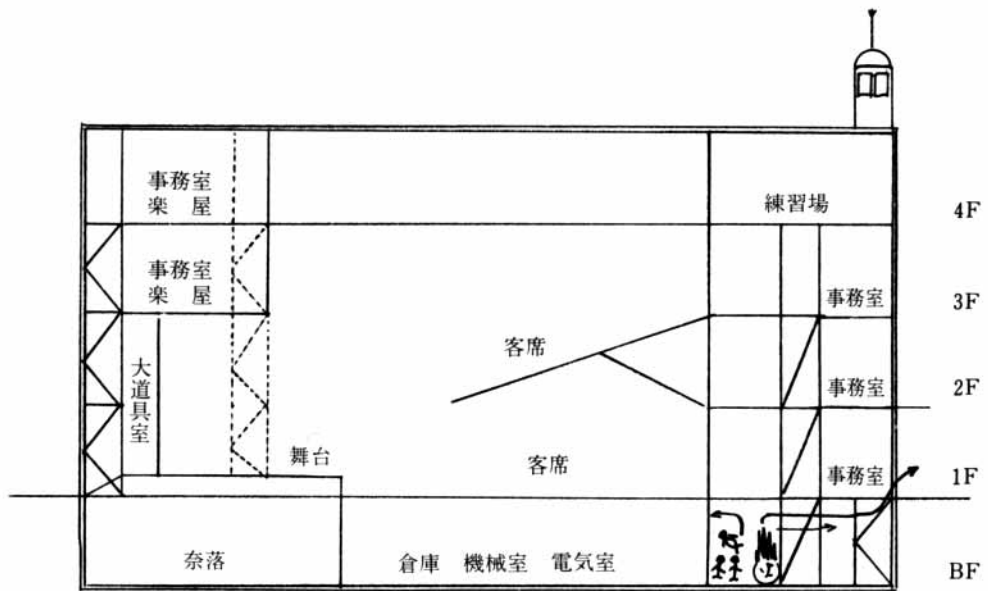 事務室
楽 屋
練習場
4F
事務室
楽 屋
事務室
3F
客席
大道具室
事務室
2F
舞台
客席
事務室
1F
奈落
倉庫 機械室 電気室
BF